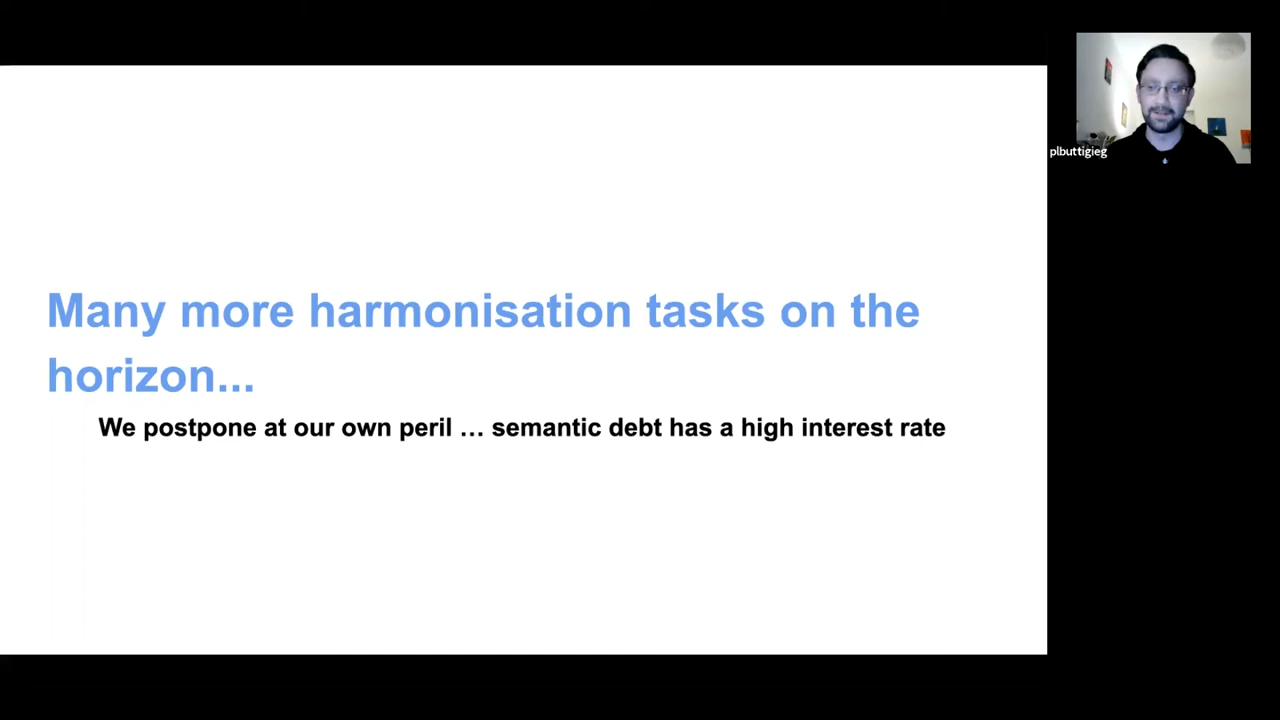 Many more harmonisation tasks on the
horizon...
We postpone at our own peril … semantic debt has a high interest rate
plbuttigieg